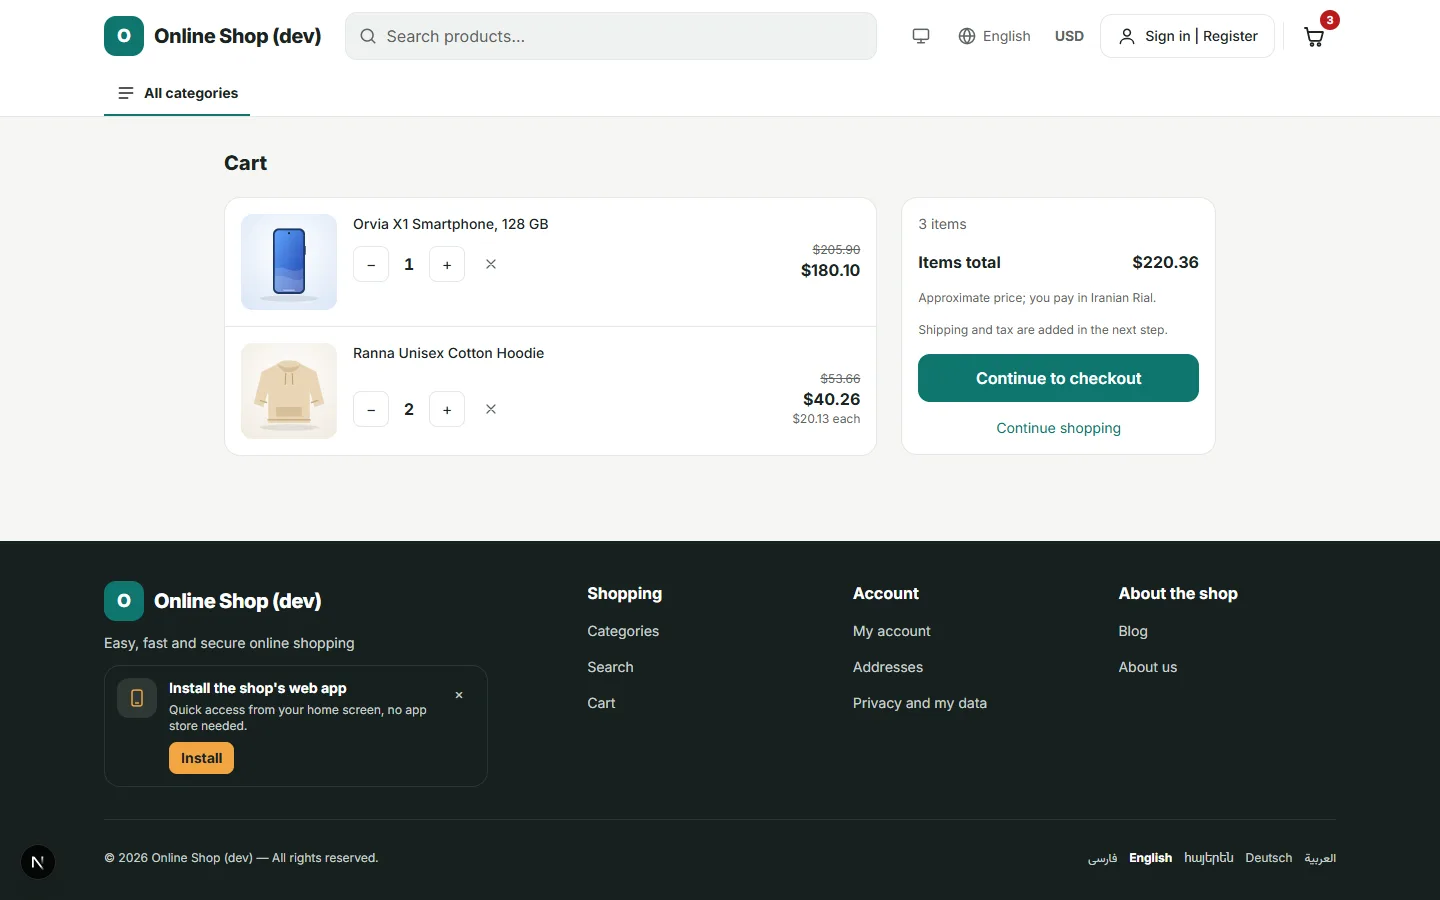 O Online Shop (dev)
Search products...
English
USD
Sign in | Register
3
All categories
Cart
Orvia X1 Smartphone, 128 GB
− 1 + ×
$205.90
$180.10
Ranna Unisex Cotton Hoodie
− 2 + ×
$53.66
$40.26
$20.13 each
3 items
Items total $220.36
Approximate price; you pay in Iranian Rial.
Shipping and tax are added in the next step.
Continue to checkout
Continue shopping
O Online Shop (dev)
Easy, fast and secure online shopping
Install the shop's web app
×
Quick access from your home screen, no app
store needed.
Install
Shopping
Categories
Search
Cart
Account
My account
Addresses
Privacy and my data
About the shop
Blog
About us
N
© 2026 Online Shop (dev) — All rights reserved.
فارسی English հայերեն Deutsch العربية